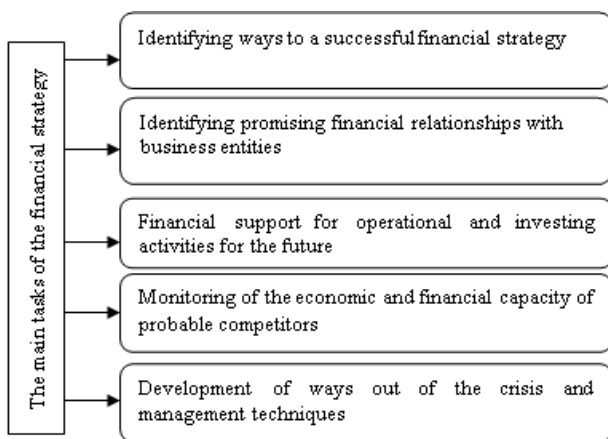 The main tasks of the financial strategy
Identifying ways to a successful financial strategy
Identifying promising financial relationships with
business entities
Financial support for operational and investing
activities for the future
Monitoring of the economic and financial capacity of
probable competitors
Development of ways out of the crisis and
management techniques